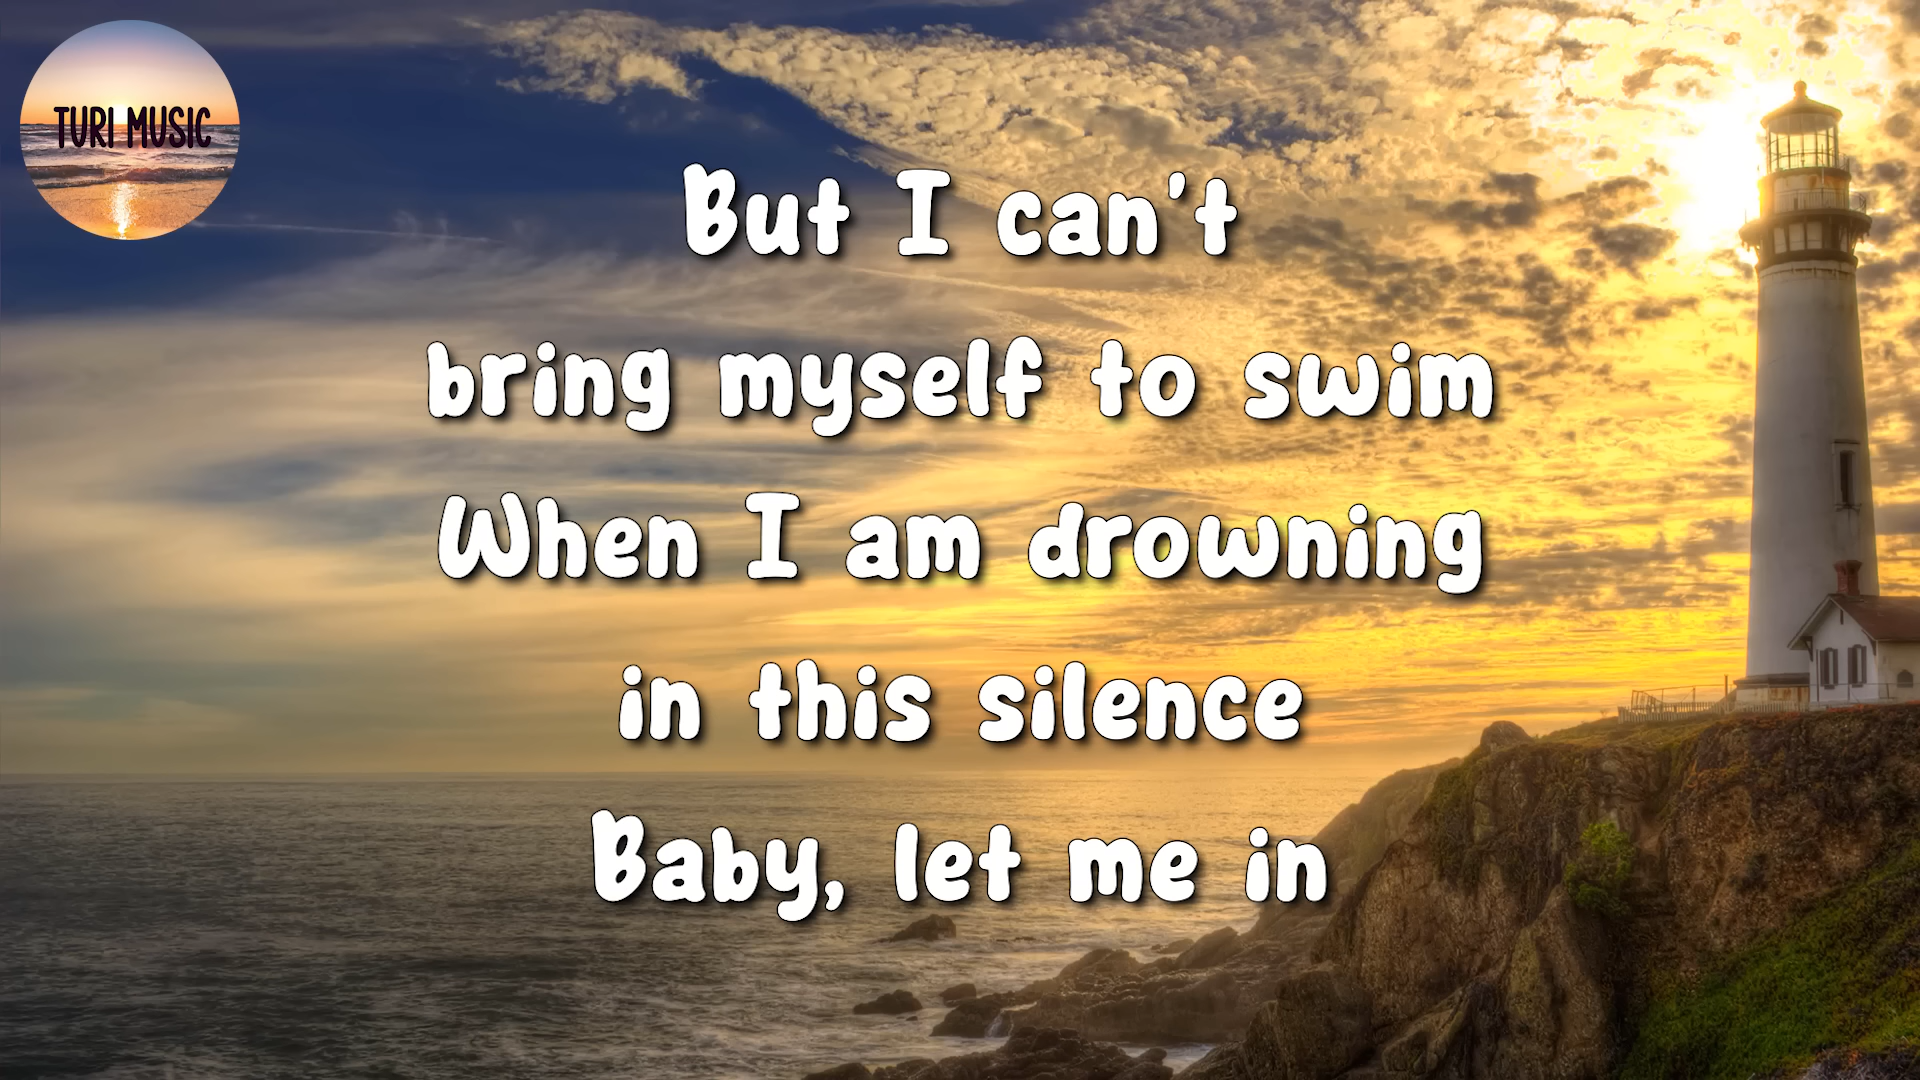 TURI MUSIC
But I can't
bring myself to swim
When I am drowning
in this silence
Baby, let me in